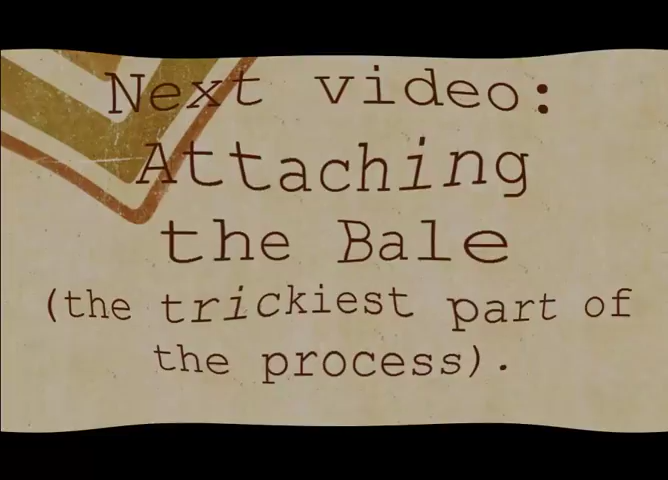 Next video:
Attaching
the Bale
(the trickiest part of
the process).